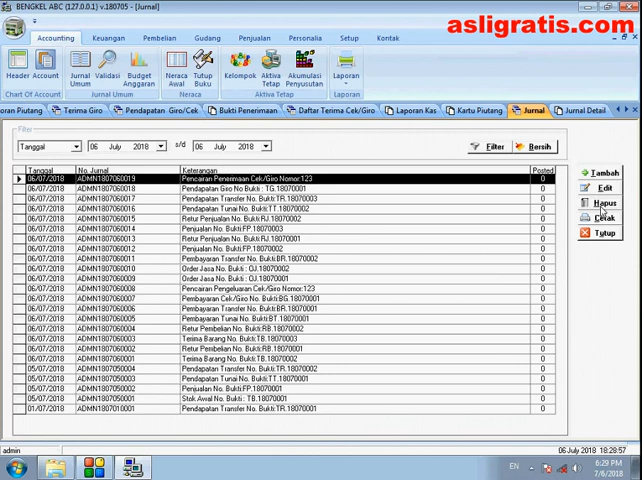 BENGKEL ABC (127.0.0.1) v.180705 - [Jurnal]
asligratis.com
Accounting Keuangan Pembelian Gudang Penjualan Personalia Setup Kontak
Header Account Jurnal Umum Validasi Budget Anggaran Neraca Awal Tutup Buku Kelompok Aktiva Tetap Akumulasi Penyusutan Laporan
Chart Of Account Jurnal Umum Neraca Aktiva Tetap Laporan
oran Piutang Terima Giro Pendapatan Giro/Cek Bukti Penerimaan Daftar Terima Cek/Giro Laporan Kas Kartu Piutang Jurnal Jurnal Detail
Filter
Tanggal 06 July 2018 s/d 06 July 2018 Filter Bersih
Tanggal No. Jurnal Keterangan Posted
06/07/2018 ADMN1807060019 Pencairan Penerimaan Cek/Giro Nomor:123 0
06/07/2018 ADMN1807060018 Pendapatan Giro No Bukti : TG.18070001 0
06/07/2018 ADMN1807060017 Pendapatan Transfer No.Bukti:TR.18070003 0
06/07/2018 ADMN1807060016 Pendapatan Tunai No.Bukti:TT.18070002 0
06/07/2018 ADMN1807060015 Retur Penjualan No.Bukti:RJ.18070001 0
06/07/2018 ADMN1807060014 Penjualan No.Bukti:FP.18070003 0
06/07/2018 ADMN1807060013 Retur Penjualan No.Bukti:RJ.18070001 0
06/07/2018 ADMN1807060012 Penjualan No.Bukti:FP.18070002 0
06/07/2018 ADMN1807060011 Pembayaran Transfer No.Bukti:BR.18070001 0
06/07/2018 ADMN1807060010 Order Jasa No. Bukti : OJ.18070001 0
06/07/2018 ADMN1807060009 Order Jasa No. Bukti : OJ.18070001 0
06/07/2018 ADMN1807060008 Pencairan Pengeluaran Cek/Giro Nomor:123 0
06/07/2018 ADMN1807060006 Pembayaran Cek/Giro No.Bukti:BG.18070001 0
06/07/2018 ADMN1807060005 Pembayaran Tunai No.Bukti:BT.18070001 0
06/07/2018 ADMN1807060004 Retur Pembelian No.Bukti:RB.18070002 0
06/07/2018 ADMN1807060003 Terima Barang No.Bukti:TB.18070003 0
06/07/2018 ADMN1807060002 Retur Pembelian No.Bukti:RB.18070001 0
06/07/2018 ADMN1807060001 Terima Barang No.Bukti:TB.18070002 0
05/07/2018 ADMN1807050004 Pendapatan Transfer No.Bukti:TR.18070002 0
05/07/2018 ADMN1807050003 Pendapatan Tunai No.Bukti:TT.18070001 0
05/07/2018 ADMN1807050002 Penjualan No.Bukti:FP.18070001 0
05/07/2018 ADMN1807050001 Stok Awal No.Bukti : TB.18070001 0
01/07/2018 ADMN1807010001 Pendapatan Transfer No.Bukti:TR.18070001 0
Tambah
Edit
Hapus
Cetak
Tutup
admin 06 July 2018 18:28:57
EN 6:29 PM
7/6/2018